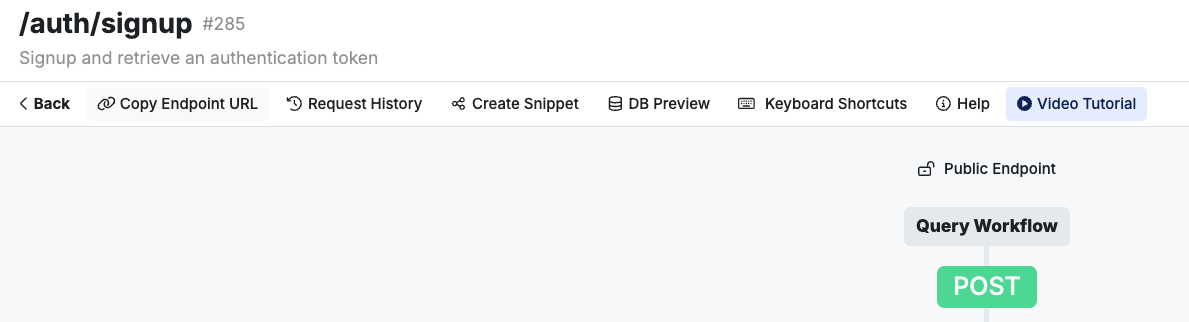 /auth/signup #285
Signup and retrieve an authentication token
Back Copy Endpoint URL Request History Create Snippet DB Preview Keyboard Shortcuts Help Video Tutorial
Public Endpoint
Query Workflow
POST